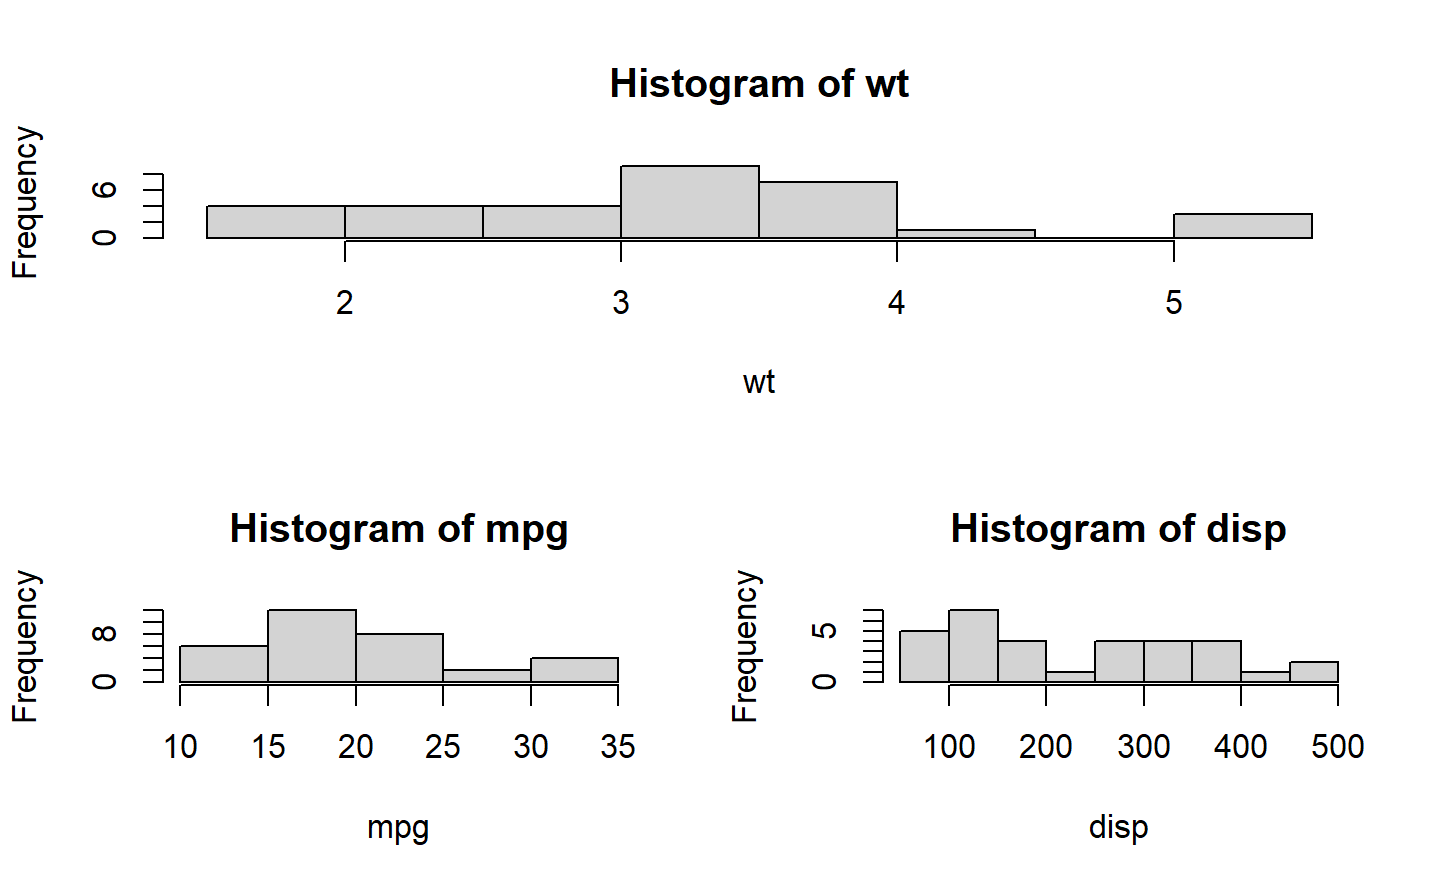 Histogram of wt
Frequency
6
0
2 3 4 5
wt
Histogram of mpg
Frequency
8
0
10 15 20 25 30 35
mpg
Histogram of disp
Frequency
5
0
100 200 300 400 500
disp